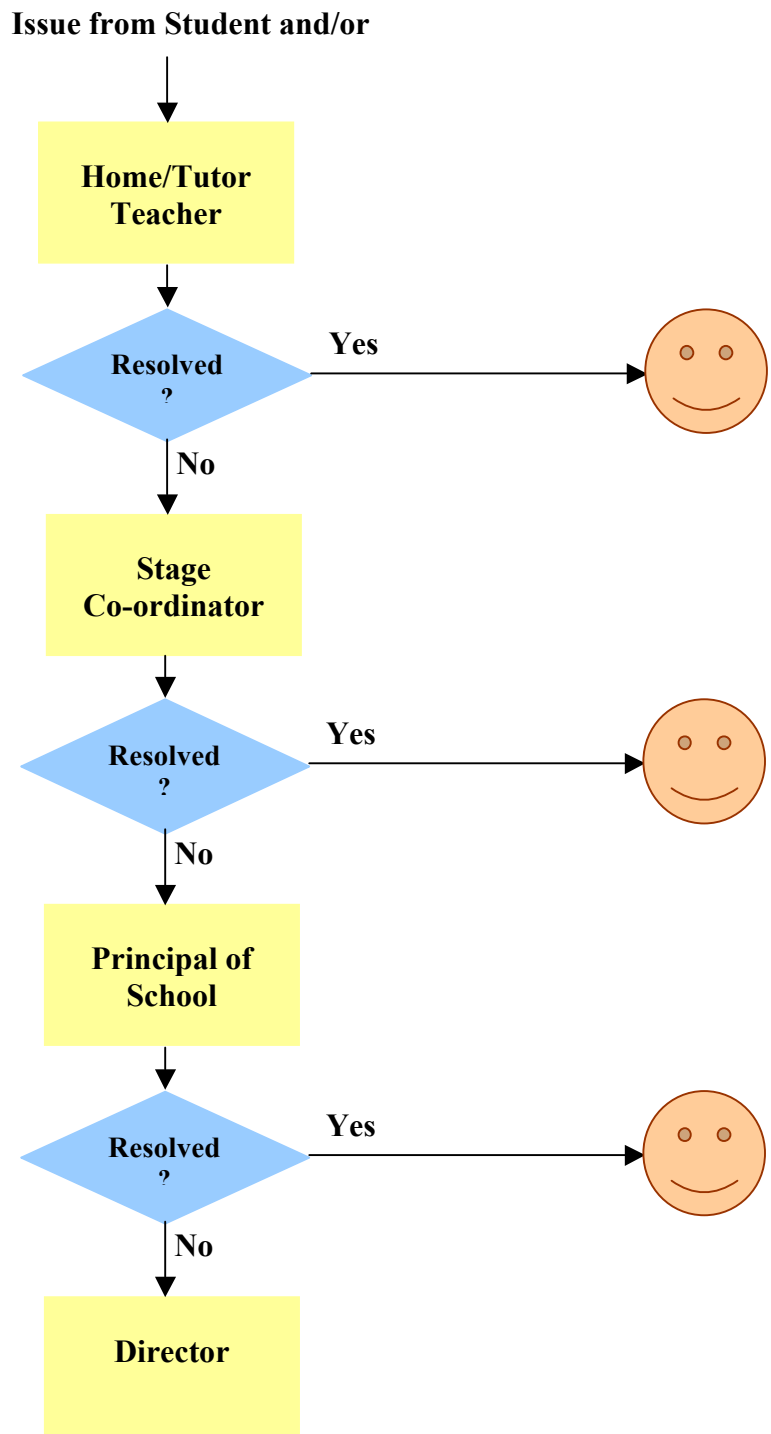 Issue from Student and/or
Home/Tutor
Teacher
Resolved
?
Yes
No
Stage
Co-ordinator
Resolved
?
Yes
No
Principal of
School
Resolved
?
Yes
No
Director